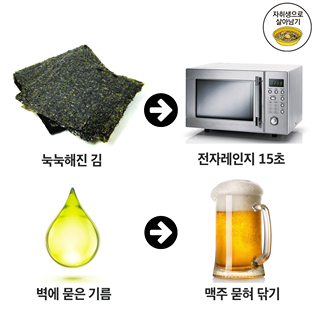 자취생으로
살아남기
눅눅해진 김
전자레인지 15초
벽에 묻은 기름
맥주 묻혀 닦기